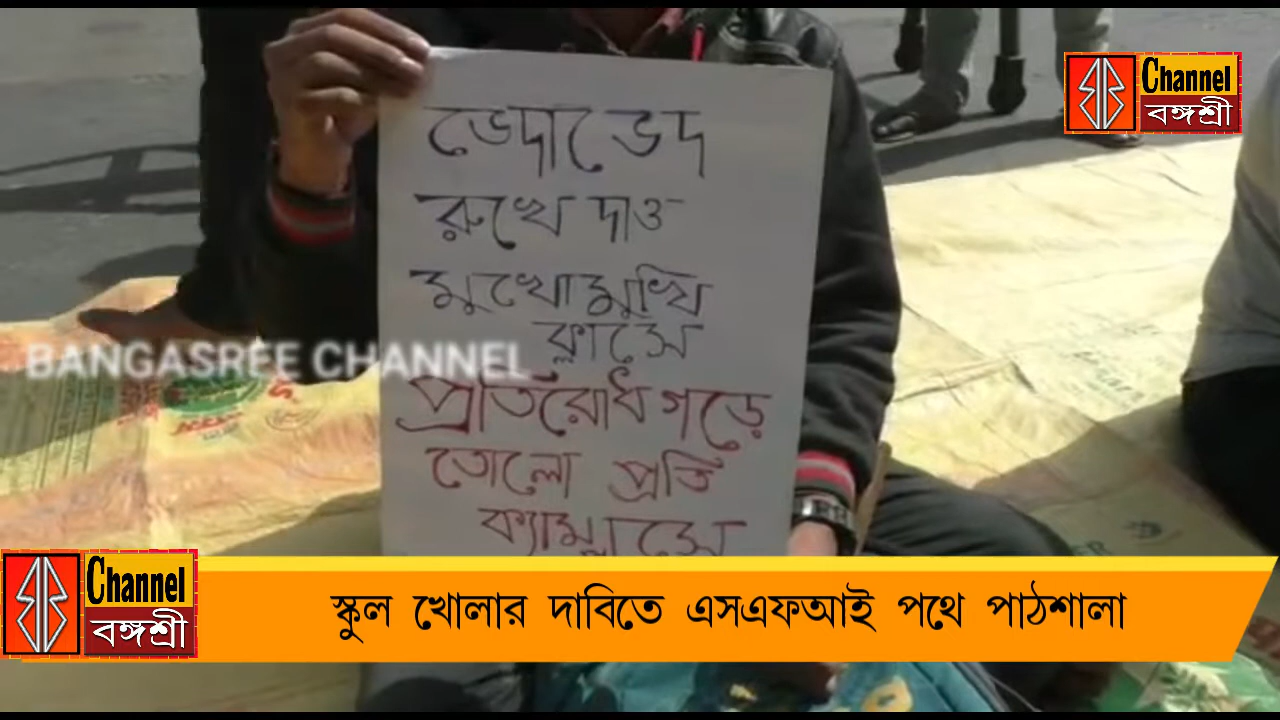 ভেদাভেদ
রুখে দাও
মুখোমুখি
ক্লাসে
প্রতিরোধ গড়ে
তোলো প্রতি
ক্যাম্পাসে
Channel
বঙ্গশ্রী
BANGASREE CHANNEL
Channel
বঙ্গশ্রী
স্কুল খোলার দাবিতে এসএফআই পথে পাঠশালা